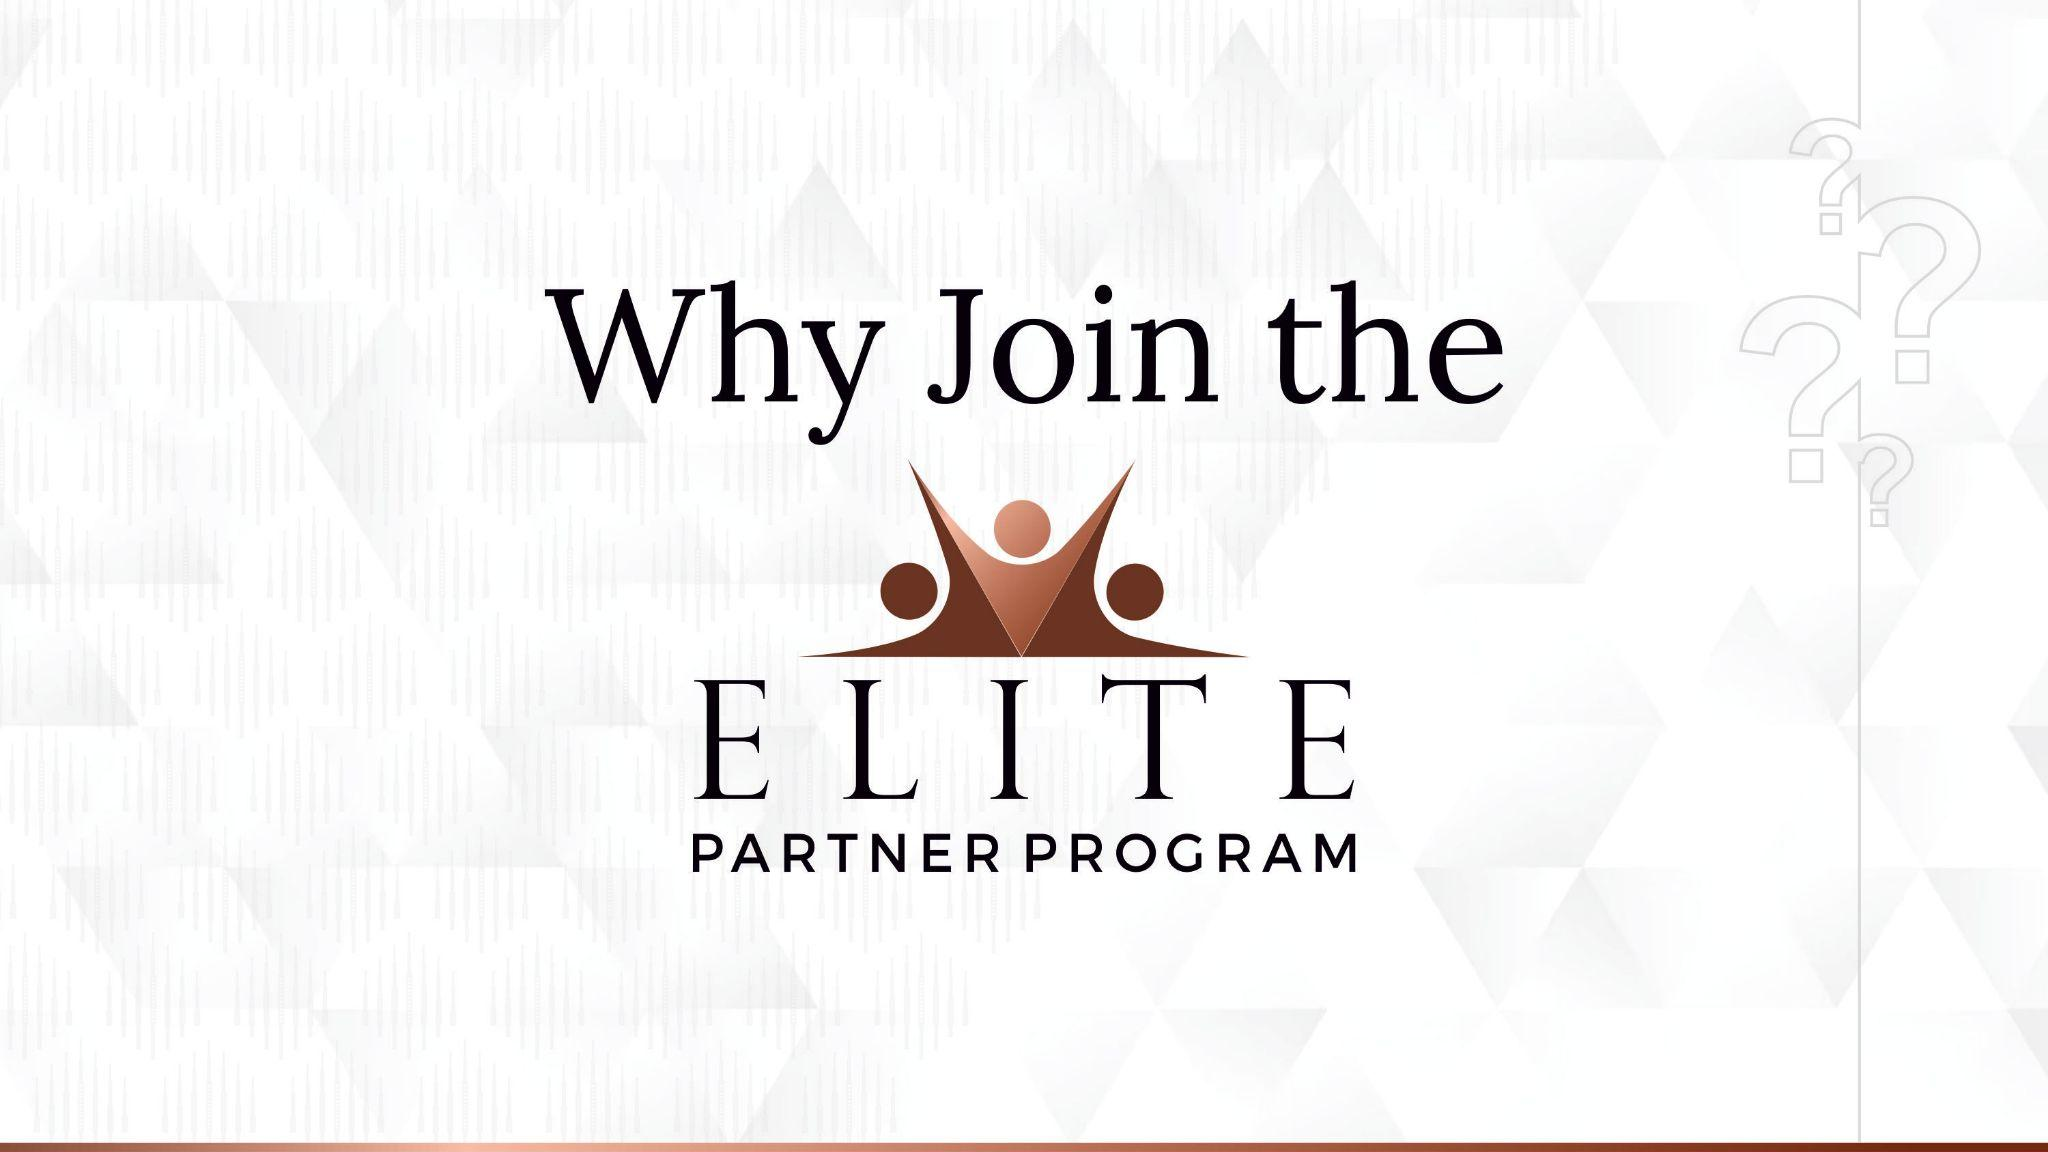 Why Join the
ELITE
PARTNER PROGRAM
? ? ? ?